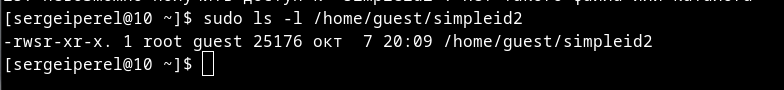 [sergeiperel@10 ~]$ sudo ls -l /home/guest/simpleid2
-rwsr-xr-x. 1 root guest 25176 окт  7 20:09 /home/guest/simpleid2
[sergeiperel@10 ~]$